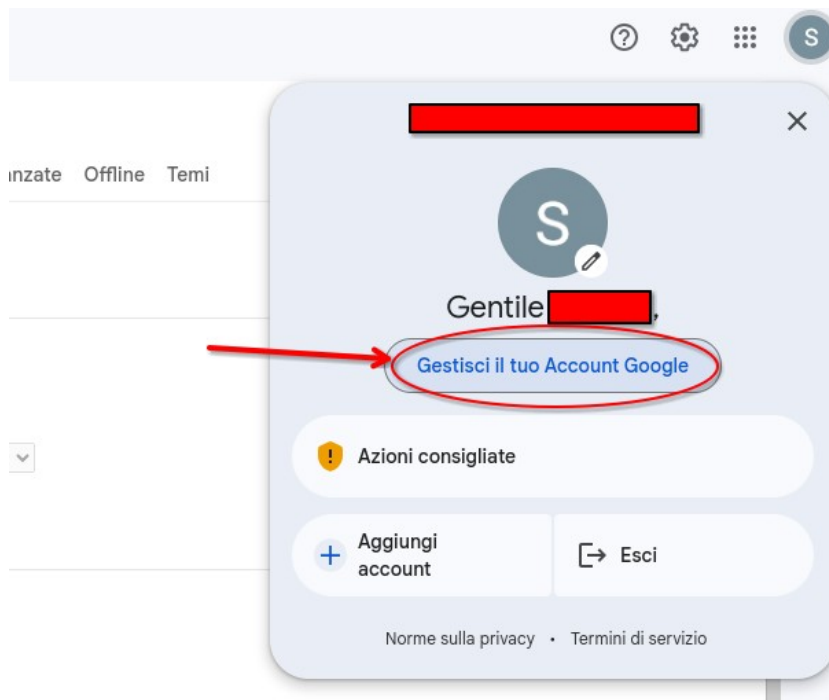 S
nzate Offline Temi
S
Gentile ,
Gestisci il tuo Account Google
Azioni consigliate
Aggiungi
account
Esci
Norme sulla privacy • Termini di servizio